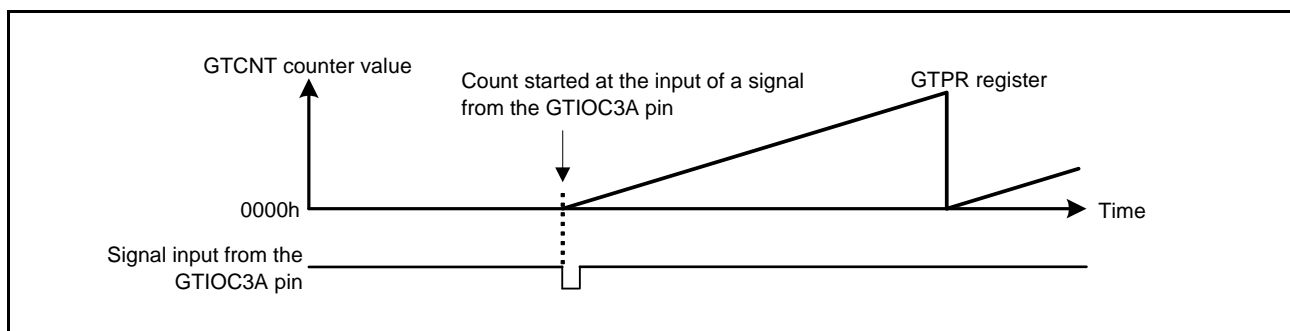 GTCNT counter value
Count started at the input of a signal
from the GTIOC3A pin
GTPR register
0000h
Time
Signal input from the
GTIOC3A pin